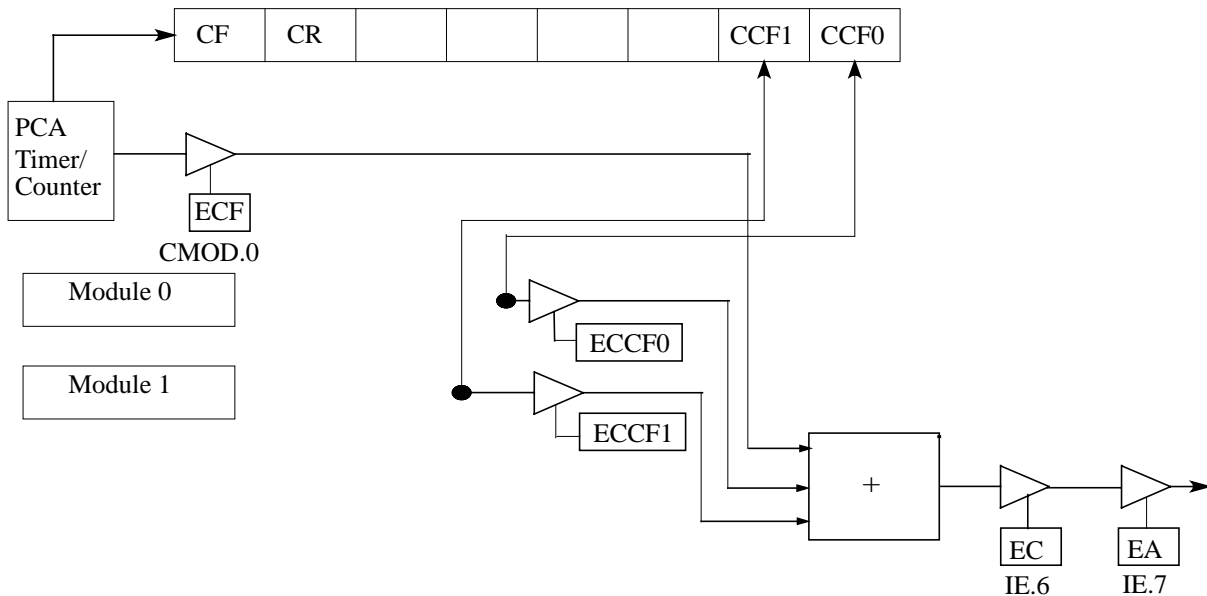 CF CR CCF1 CCF0
PCA
Timer/
Counter
ECF
CMOD.0
Module 0
ECCF0
Module 1
ECCF1
+
EC EA
IE.6 IE.7